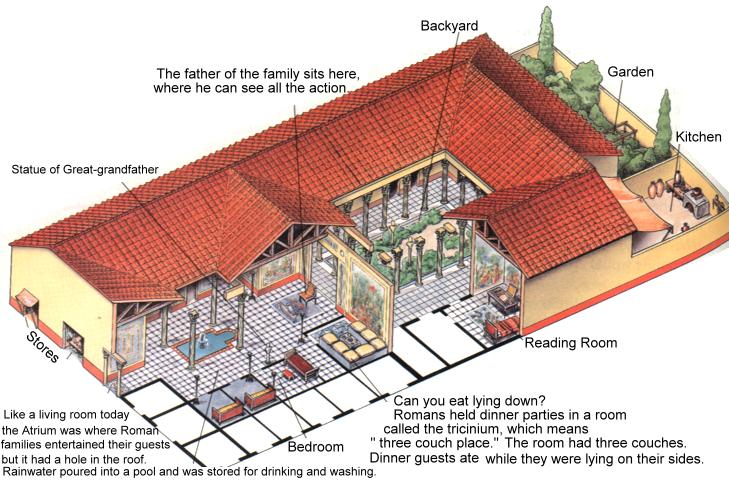 Backyard
The father of the family sits here,
where he can see all the action.
Garden
Kitchen
Statue of Great-grandfather
Stores
Reading Room
Like a living room today
the Atrium was where Roman
families entertained their guests
but it had a hole in the roof.
Rainwater poured into a pool and was stored for drinking and washing.
Bedroom
Can you eat lying down?
Romans held dinner parties in a room
called the tricinium, which means
" three couch place." The room had three couches.
Dinner guests ate while they were lying on their sides.